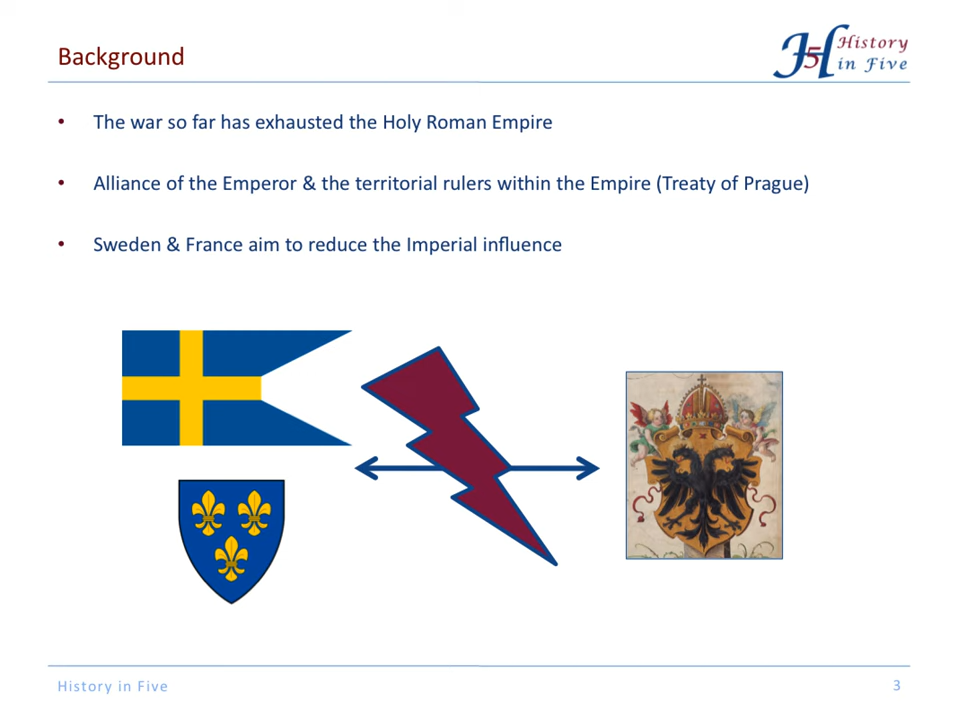 Background
History
in Five
• The war so far has exhausted the Holy Roman Empire
• Alliance of the Emperor & the territorial rulers within the Empire (Treaty of Prague)
• Sweden & France aim to reduce the Imperial influence
History in Five
3